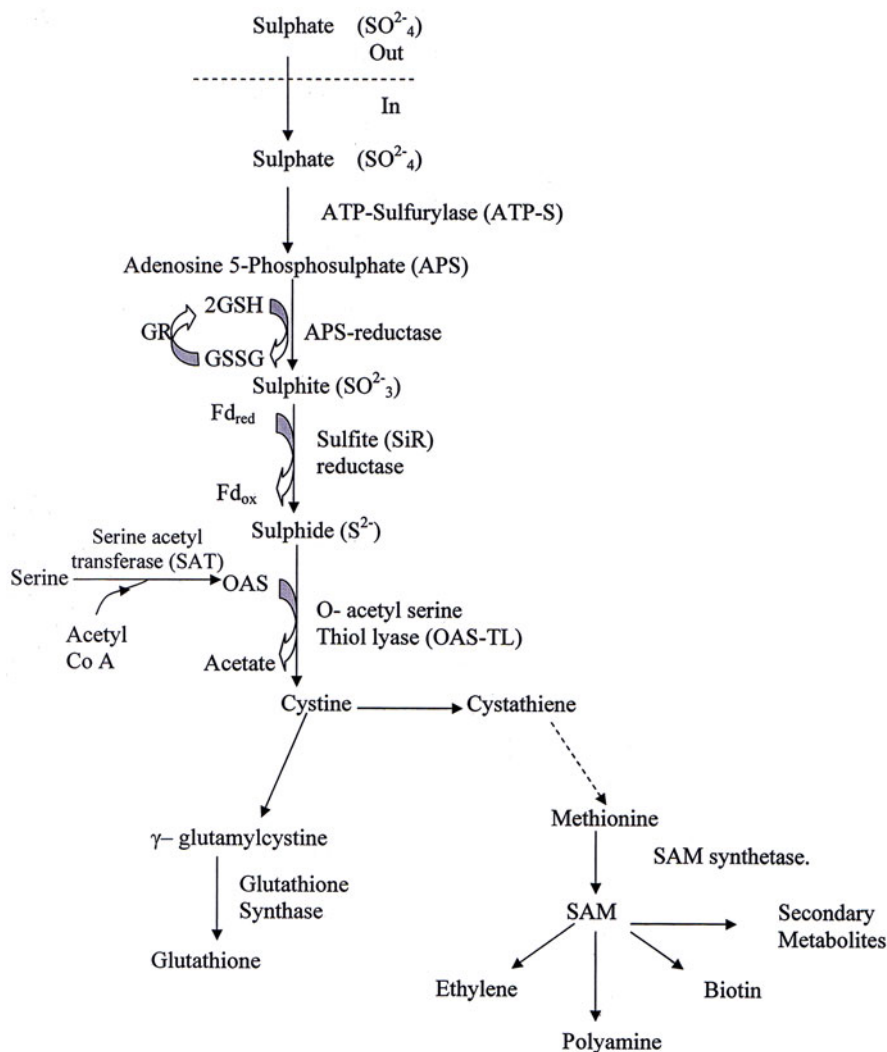 Sulphate (SO²⁻₄)
Out
In
Sulphate (SO²⁻₄)
ATP-Sulfurylase (ATP-S)
Adenosine 5-Phosphosulphate (APS)
2GSH
GR
APS-reductase
GSSG
Sulphite (SO²⁻₃)
Fd_red
Sulfite (SiR)
reductase
Fd_ox
Sulphide (S²⁻)
Serine acetyl
transferase (SAT)
Serine
OAS
O- acetyl serine
Thiol lyase (OAS-TL)
Acetyl
Co A
Acetate
Cystine
Cystathiene
Methionine
γ– glutamylcystine
SAM synthetase.
Glutathione
Synthase
SAM
Secondary
Metabolites
Glutathione
Ethylene
Biotin
Polyamine